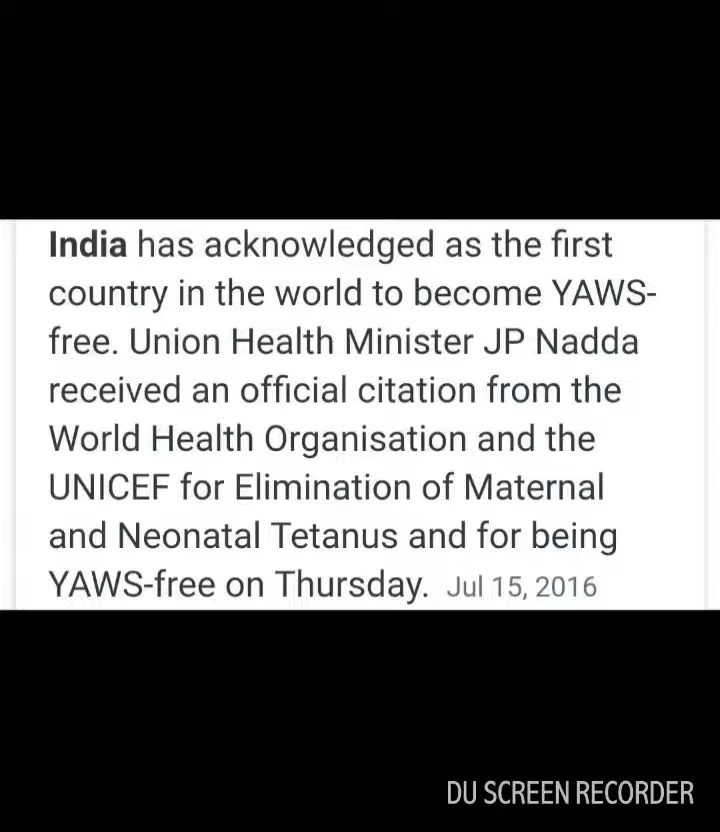 India has acknowledged as the first
country in the world to become YAWS-
free. Union Health Minister JP Nadda
received an official citation from the
World Health Organisation and the
UNICEF for Elimination of Maternal
and Neonatal Tetanus and for being
YAWS-free on Thursday. Jul 15, 2016
DU SCREEN RECORDER